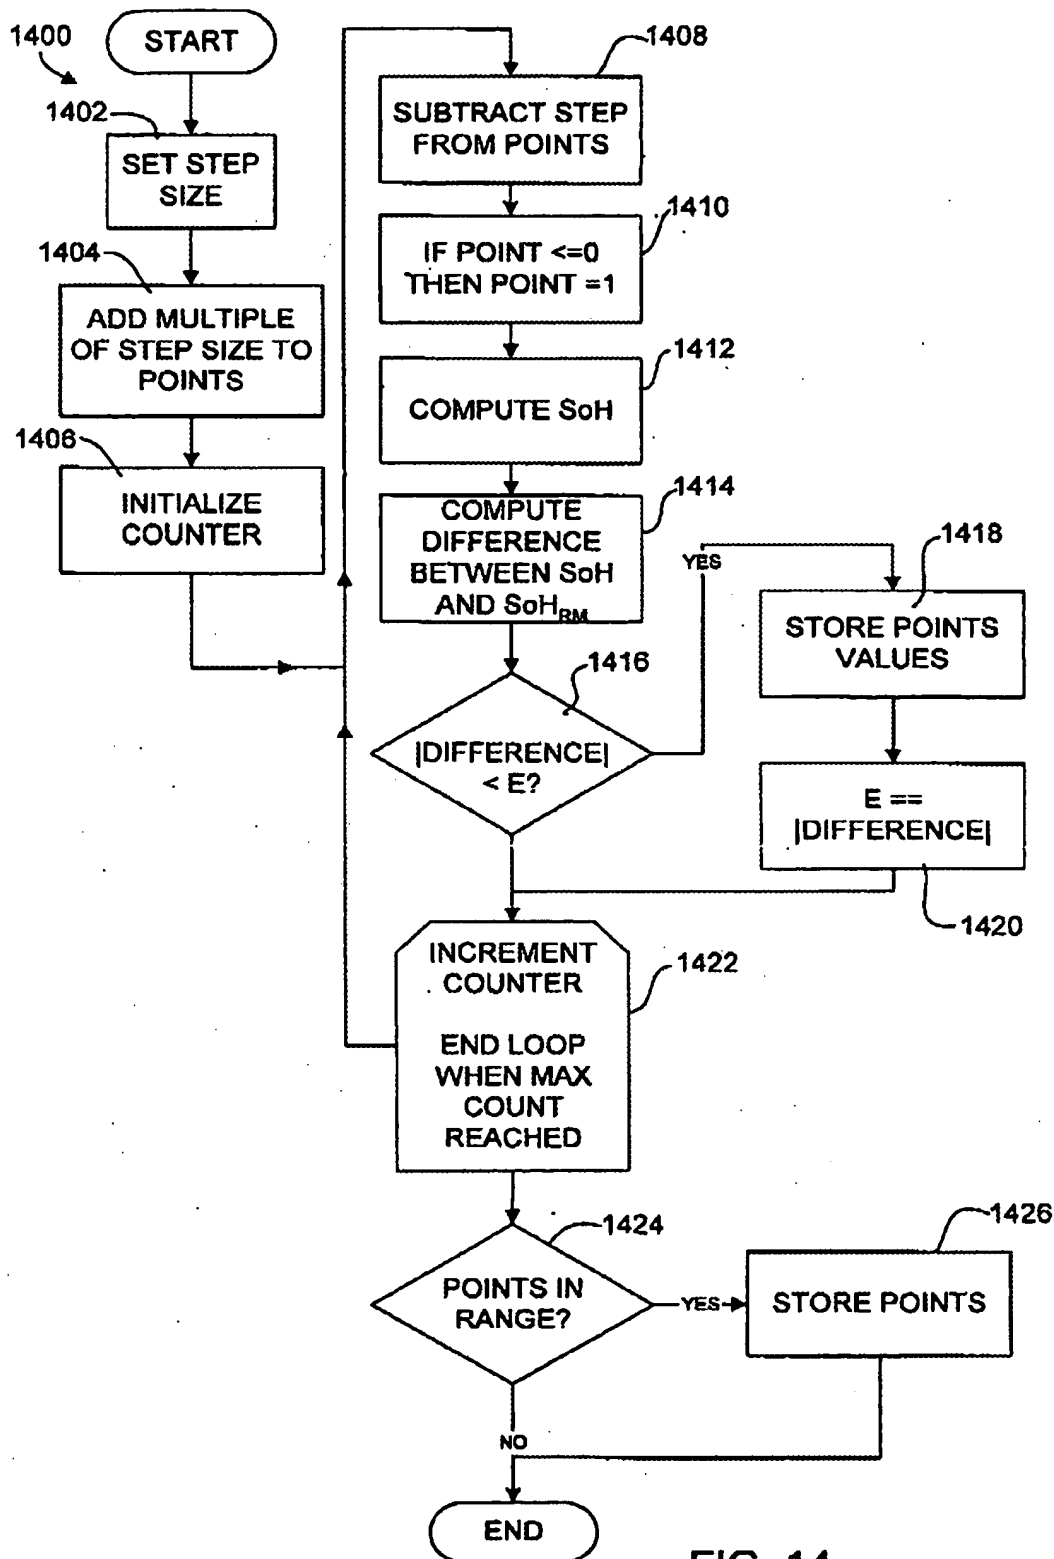 1400
START
1402
SET STEP
SIZE
1404
ADD MULTIPLE
OF STEP SIZE TO
POINTS
1406
INITIALIZE
COUNTER
1408
SUBTRACT STEP
FROM POINTS
1410
IF POINT <=0
THEN POINT =1
1412
COMPUTE SoH
1414
COMPUTE
DIFFERENCE
BETWEEN SoH
AND SoHRM
1416
|DIFFERENCE|
< E?
YES
1418
STORE POINTS
VALUES
E ==
|DIFFERENCE|
1420
INCREMENT
COUNTER
END LOOP
WHEN MAX
COUNT
REACHED
1422
1424
POINTS IN
RANGE?
YES
1426
STORE POINTS
NO
END
FIG. 14